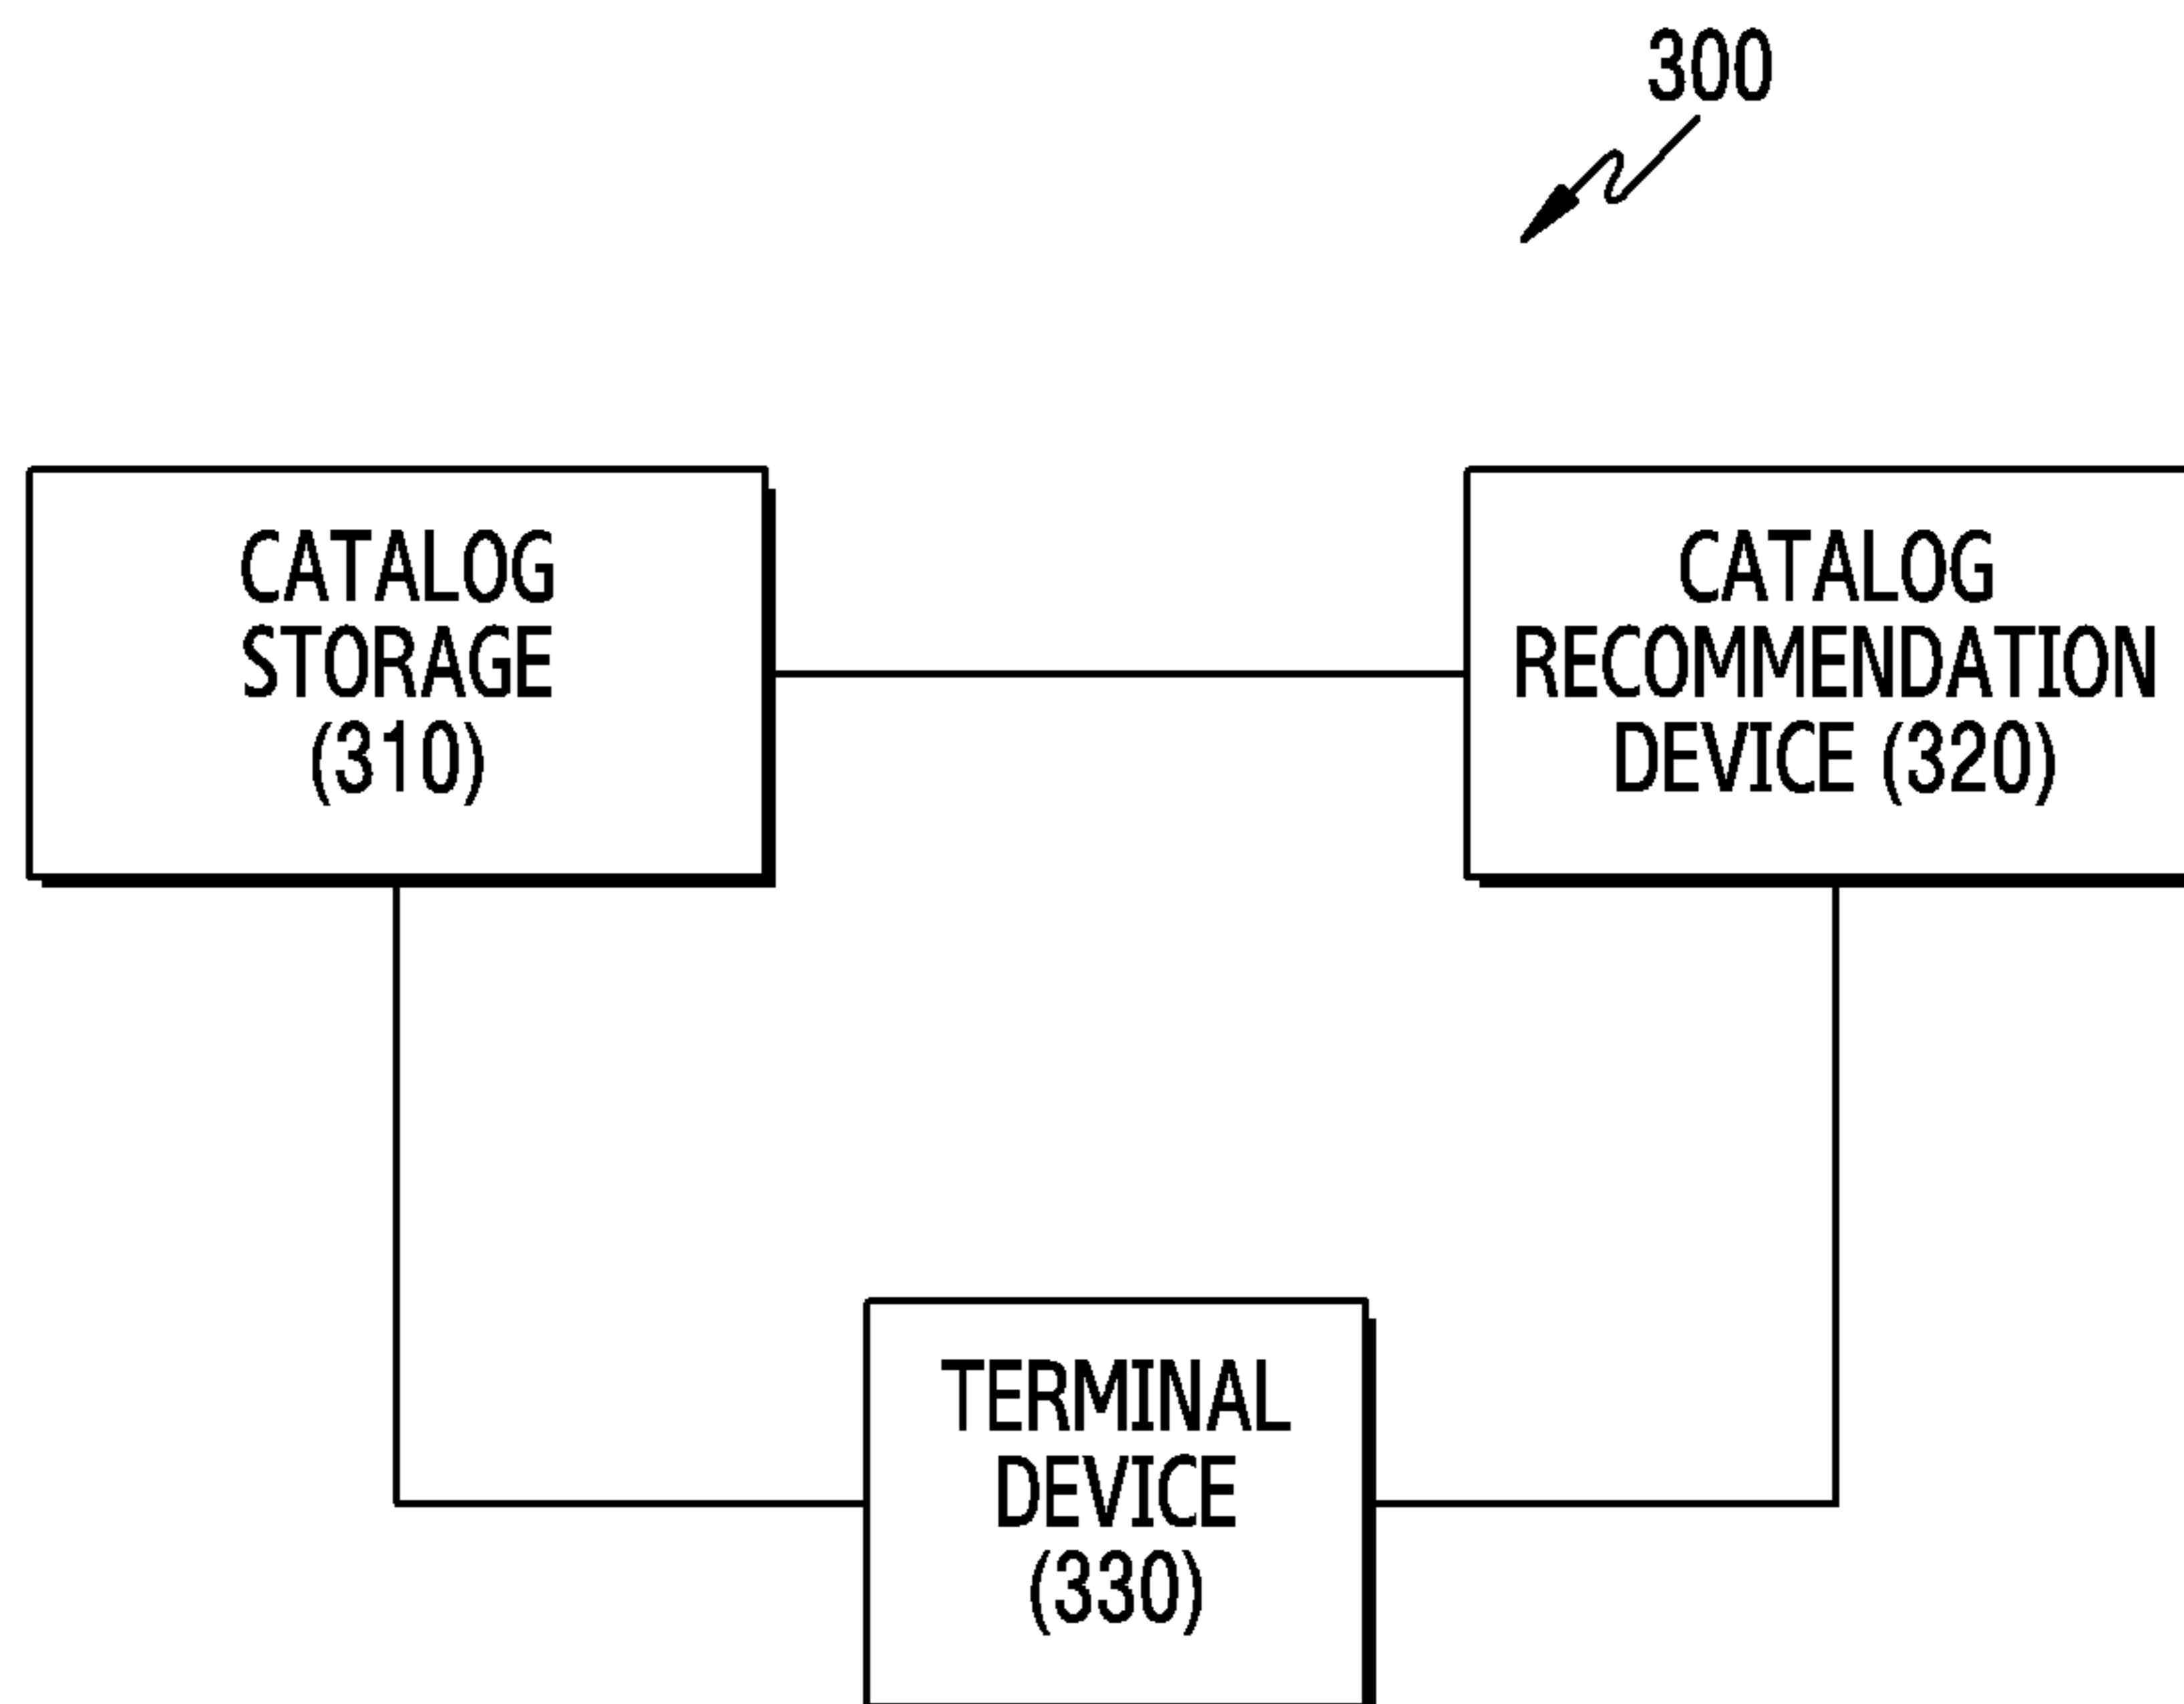 300
CATALOG
STORAGE
(310)
CATALOG
RECOMMENDATION
DEVICE (320)
TERMINAL
DEVICE
(330)